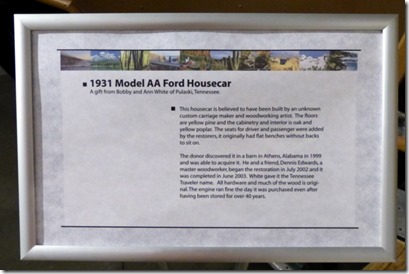 1931 Model AA Ford Housecar
A gift from Bobby and Ann White of Pulaski, Tennessee.
This housecar is believed to have been built by an unknown
custom carriage maker and woodworking artist. The floors
are yellow pine and the cabinetry and interior is oak and
yellow poplar. The seats for driver and passenger were added
by the restorers, it originally had flat benches without backs
to sit on.
The donor discovered it in a barn in Athens, Alabama in 1999
and was able to acquire it. He and a friend, Dennis Edwards, a
master woodworker, began the restoration in July 2002 and it
was completed in June 2003. White gave it the Tennessee
Traveler name. All hardware and much of the wood is origi-
nal. The engine ran fine the day it was purchased even after
having been stored for over 40 years.